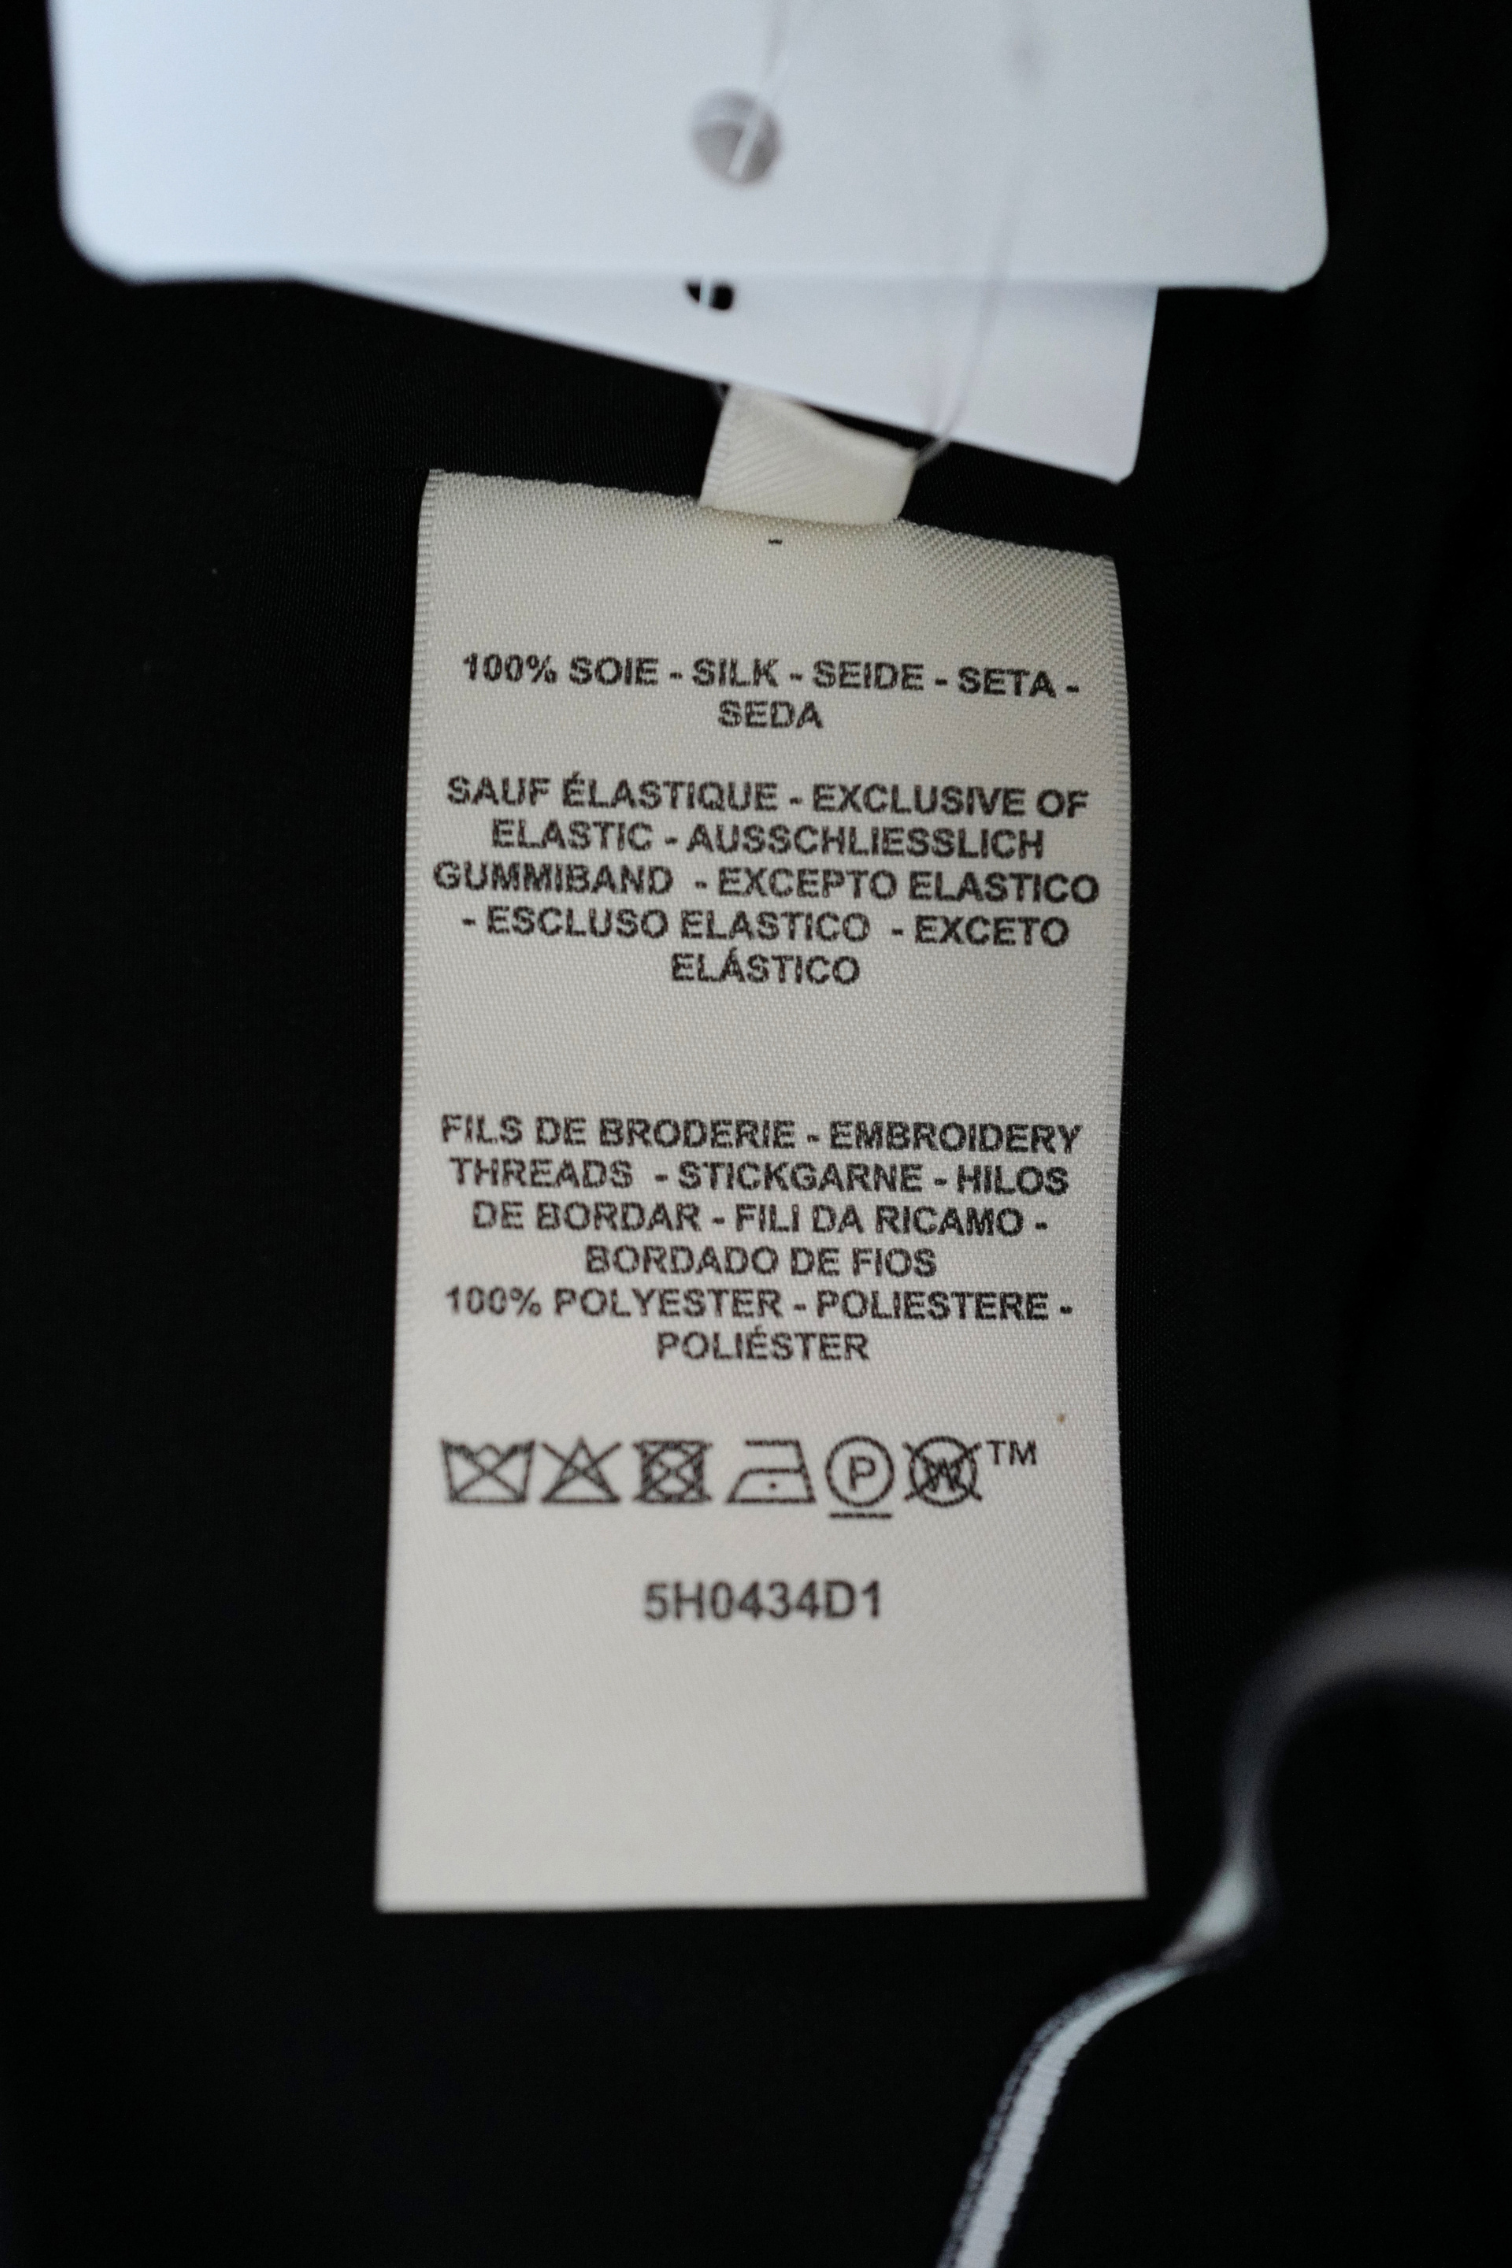 -
100% SOIE - SILK - SEIDE - SETA -
SEDA
SAUF ÉLASTIQUE - EXCLUSIVE OF
ELASTIC - AUSSCHLIESSLICH
GUMMIBAND - EXCEPTO ELASTICO
- ESCLUSO ELASTICO - EXCETO
ELÁSTICO
FILS DE BRODERIE - EMBROIDERY
THREADS - STICKGARNE - HILOS
DE BORDAR - FILI DA RICAMO -
BORDADO DE FIOS
100% POLYESTER - POLIESTERE -
POLIÉSTER
P W TM
5H0434D1